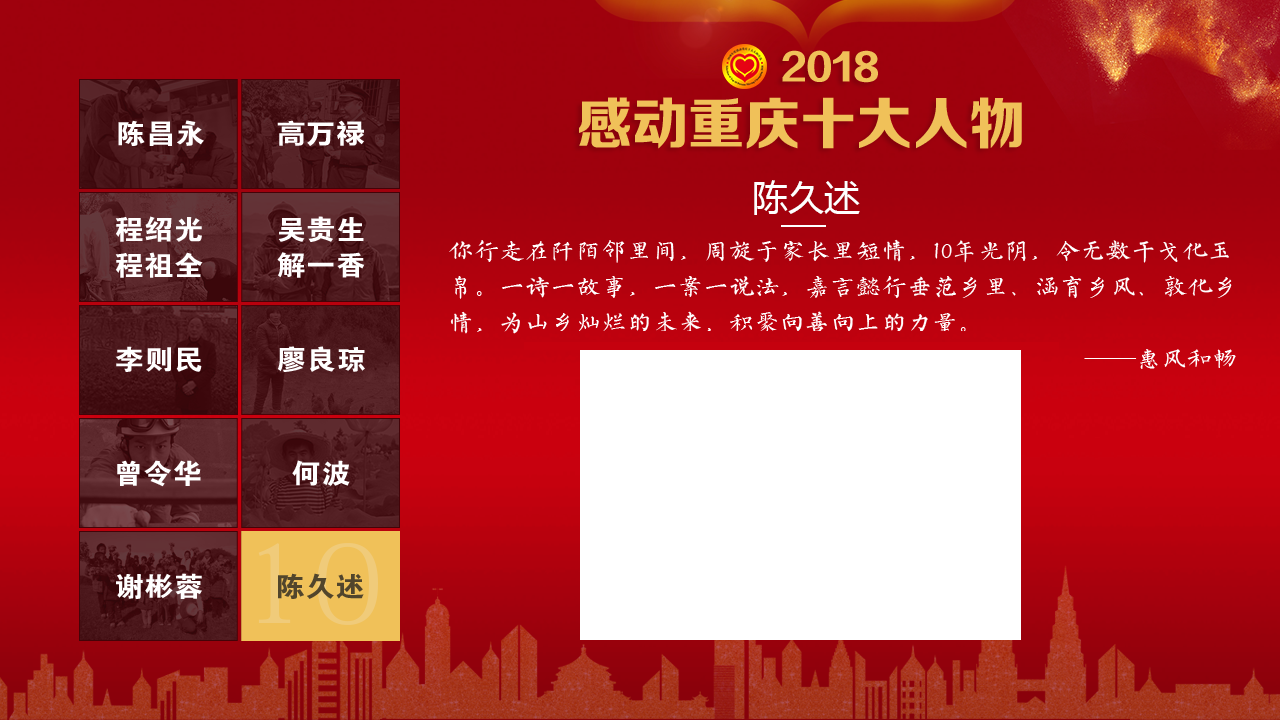 2018
感动重庆十大人物
陈昌永
高万禄
程绍光
程祖全
吴贵生
解一香
李则民
廖良琼
曾令华
何波
谢彬蓉
10
陈久述
陈久述
你行走在阡陌邻里间，周旋于家长里短情，10年光阴，令无数干戈化玉
帛。一诗一故事，一案一说法，嘉言懿行垂范乡里、涵育乡风、敦化乡
情，为山乡灿烂的未来，积聚向善向上的力量。
——惠风和畅